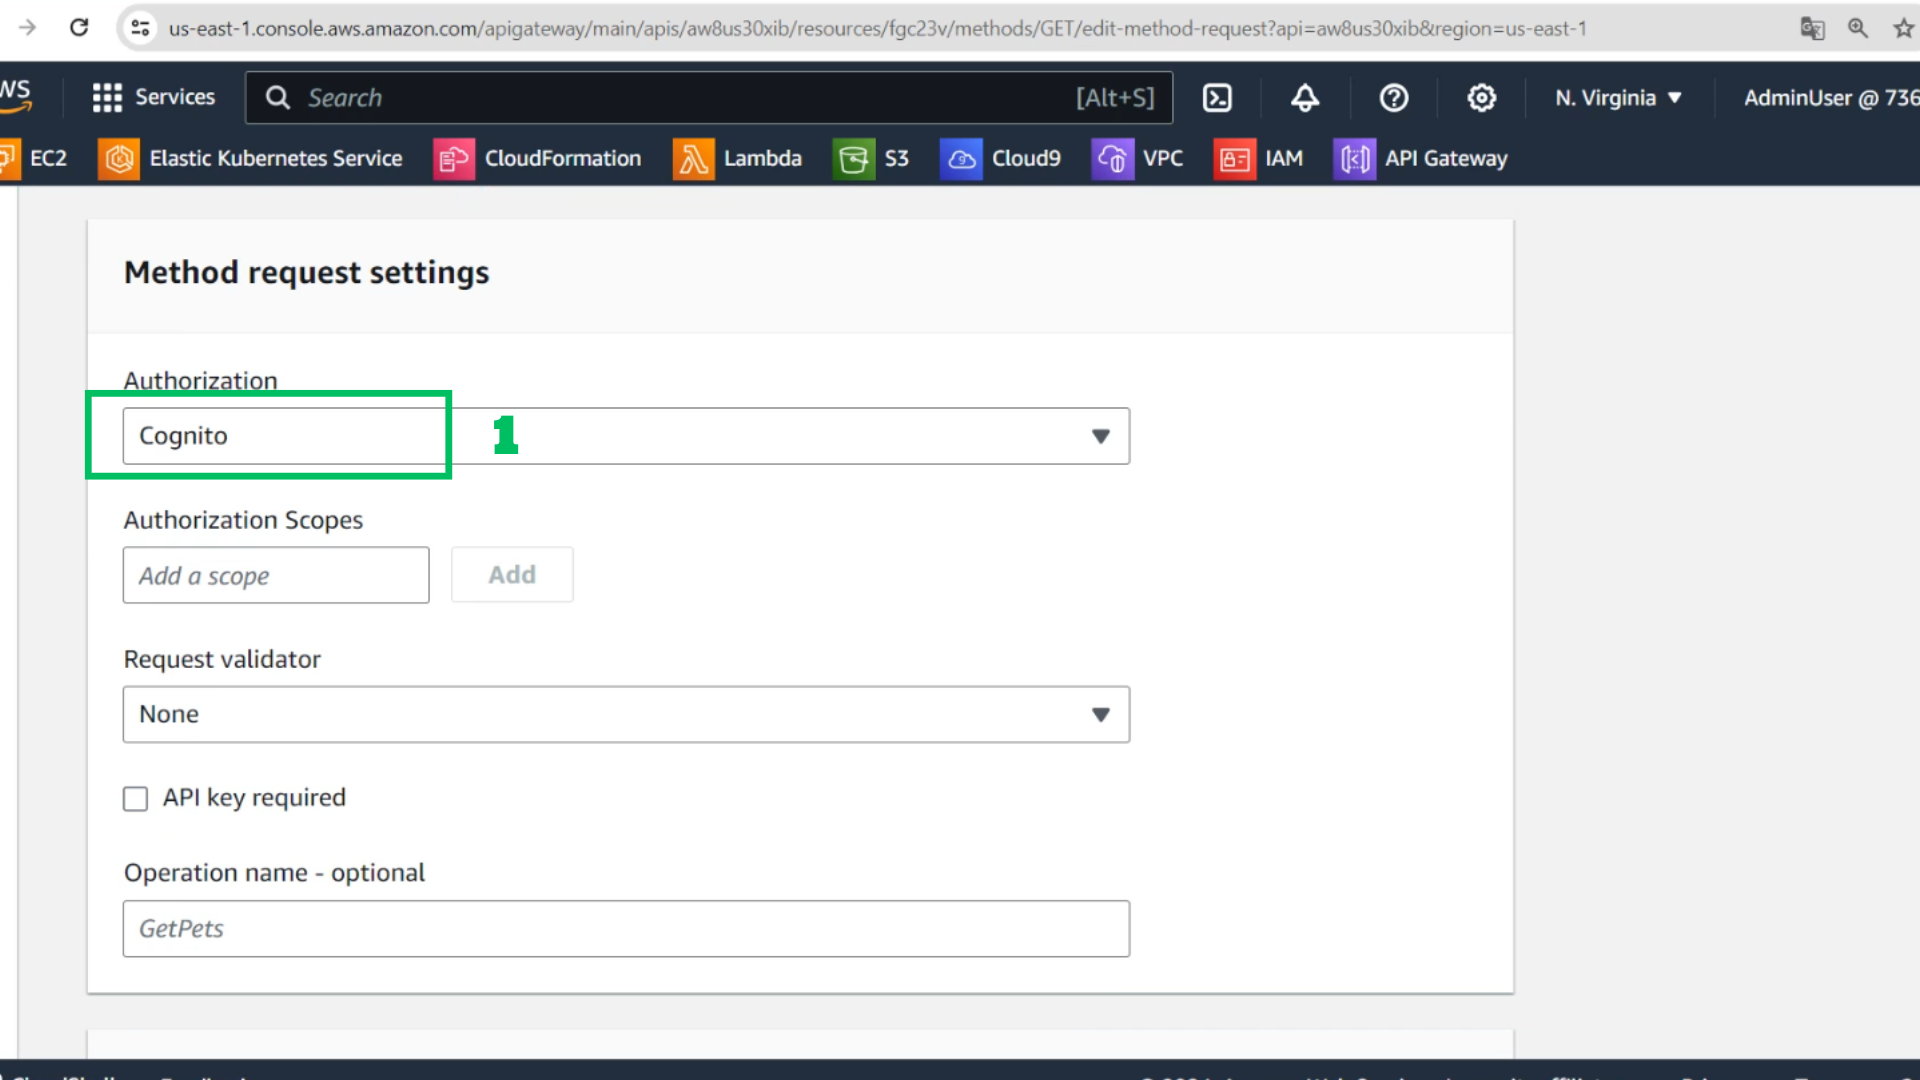 us-east-1.console.aws.amazon.com/apigateway/main/apis/aw8us30xib/resources/fgc23v/methods/GET/edit-method-request?api=aw8us30xib&region=us-east-1
Services
Search
[Alt+S]
N. Virginia
AdminUser @ 736
EC2
Elastic Kubernetes Service
CloudFormation
Lambda
S3
Cloud9
VPC
IAM
API Gateway
Method request settings
Authorization
Cognito
1
Authorization Scopes
Add a scope
Add
Request validator
None
API key required
Operation name - optional
GetPets